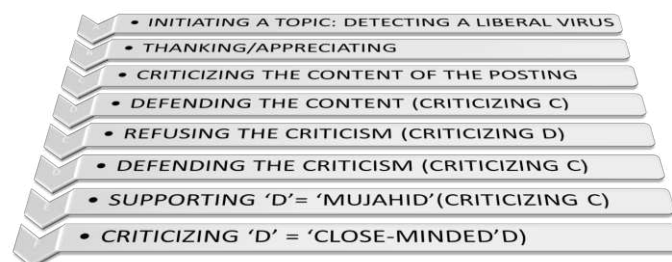 A
• INITIATING A TOPIC: DETECTING A LIBERAL VIRUS
• THANKING/APPRECIATING
• CRITICIZING THE CONTENT OF THE POSTING
• DEFENDING THE CONTENT (CRITICIZING C)
• REFUSING THE CRITICISM (CRITICIZING D)
D
• DEFENDING THE CRITICISM (CRITICIZING C)
• SUPPORTING ‘D’= ‘MUJAHID’(CRITICIZING C)
• CRITICIZING ‘D’ = ‘CLOSE-MINDED’D)